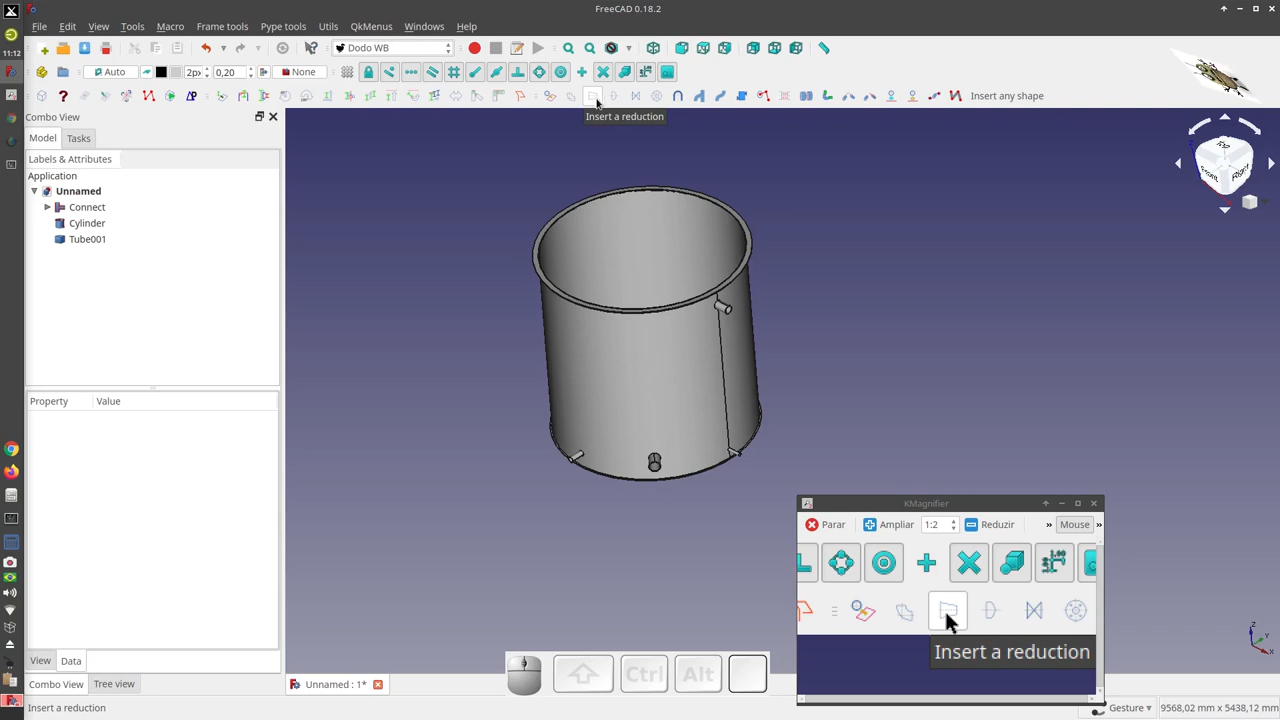 FreeCAD 0.18.2
File Edit View Tools Macro Frame tools Pype tools Utils QkMenus Windows Help
11:12
Dodo WB
Auto 2px 0,20 None
Insert any shape
Insert a reduction
Combo View
Model Tasks
Labels & Attributes
Application
Unnamed
Connect
Cylinder
Tube001
Front Right
Property Value
KMagnifier
Parar Ampliar 1:2 Reduzir » Mouse »
Insert a reduction
View Data
Ctrl Alt
Combo View Tree view
Unnamed : 1*
Insert a reduction
Gesture
9568,02 mm x 5438,12 mm
Z
X